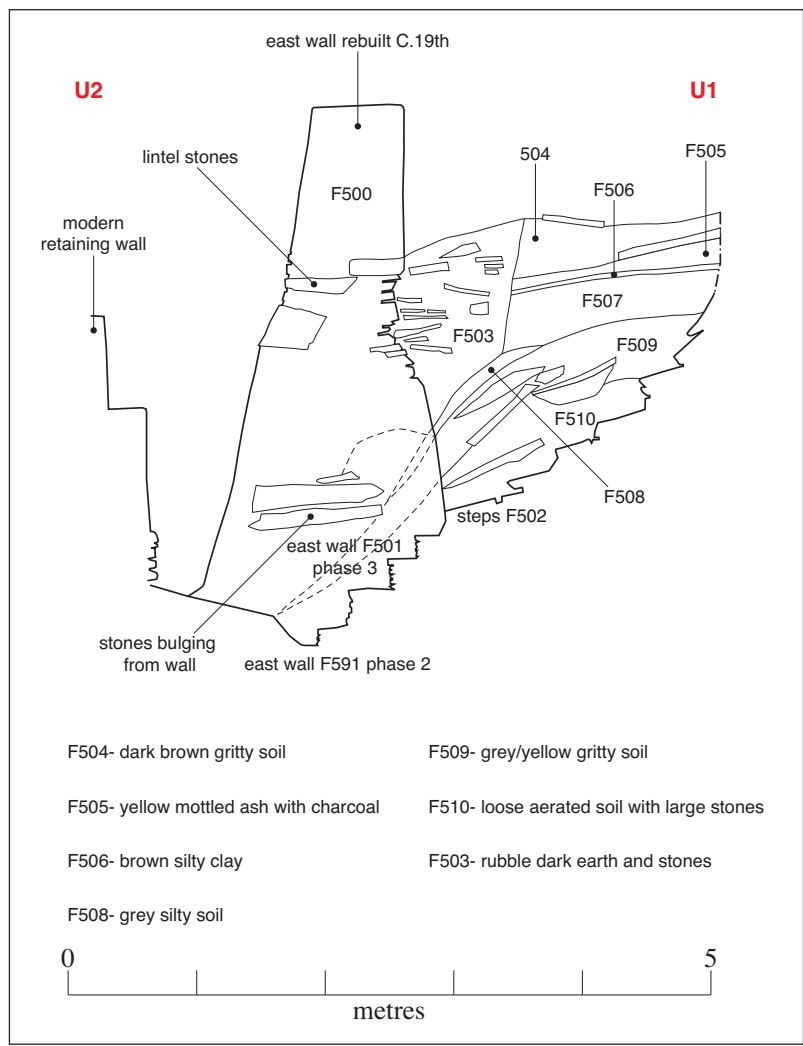 east wall rebuilt C.19th
U2
U1
lintel stones
504
F505
F506
F500
modern
retaining wall
F507
F503
F509
F510
F508
steps F502
east wall F501
phase 3
stones bulging
from wall
east wall F591 phase 2
F504- dark brown gritty soil
F509- grey/yellow gritty soil
F505- yellow mottled ash with charcoal
F510- loose aerated soil with large stones
F506- brown silty clay
F503- rubble dark earth and stones
F508- grey silty soil
0
5
metres